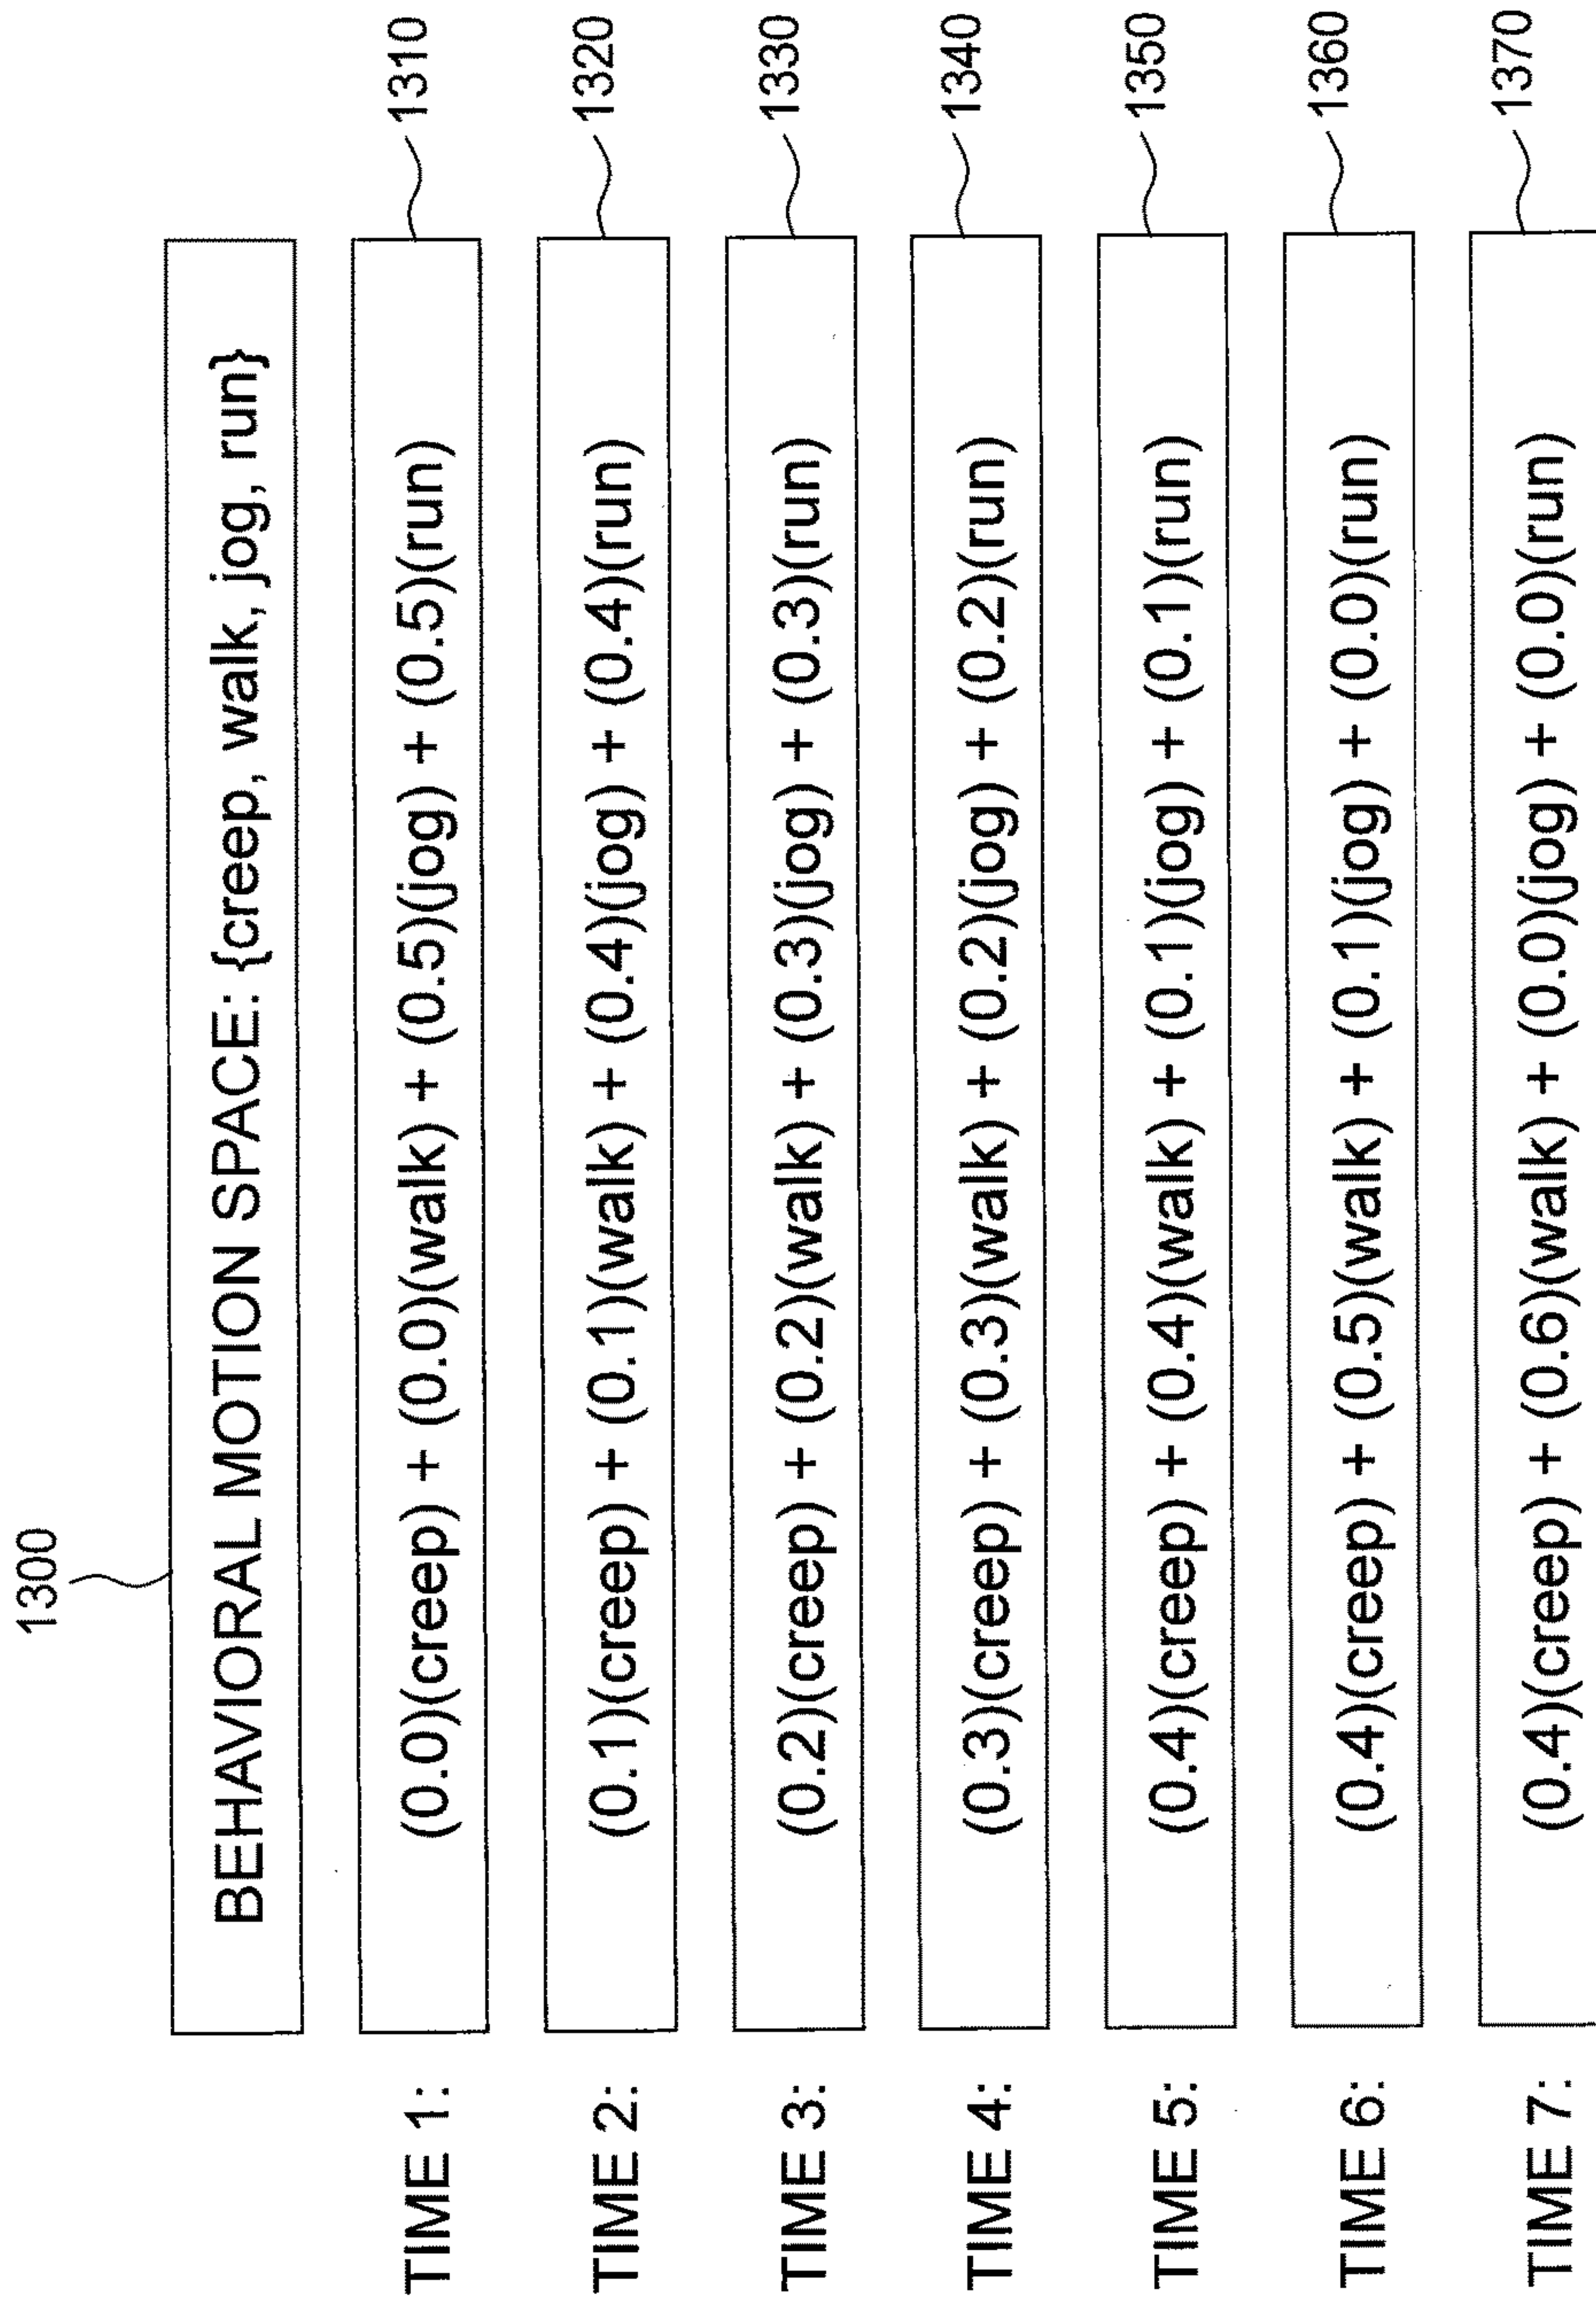 1300
BEHAVIORAL MOTION SPACE: {creep, walk, jog, run}
TIME 1: (0.0)(creep) + (0.0)(walk) + (0.5)(jog) + (0.5)(run) 1310
TIME 2: (0.1)(creep) + (0.1)(walk) + (0.4)(jog) + (0.4)(run) 1320
TIME 3: (0.2)(creep) + (0.2)(walk) + (0.3)(jog) + (0.3)(run) 1330
TIME 4: (0.3)(creep) + (0.3)(walk) + (0.2)(jog) + (0.2)(run) 1340
TIME 5: (0.4)(creep) + (0.4)(walk) + (0.1)(jog) + (0.1)(run) 1350
TIME 6: (0.4)(creep) + (0.5)(walk) + (0.1)(jog) + (0.0)(run) 1360
TIME 7: (0.4)(creep) + (0.6)(walk) + (0.0)(jog) + (0.0)(run) 1370